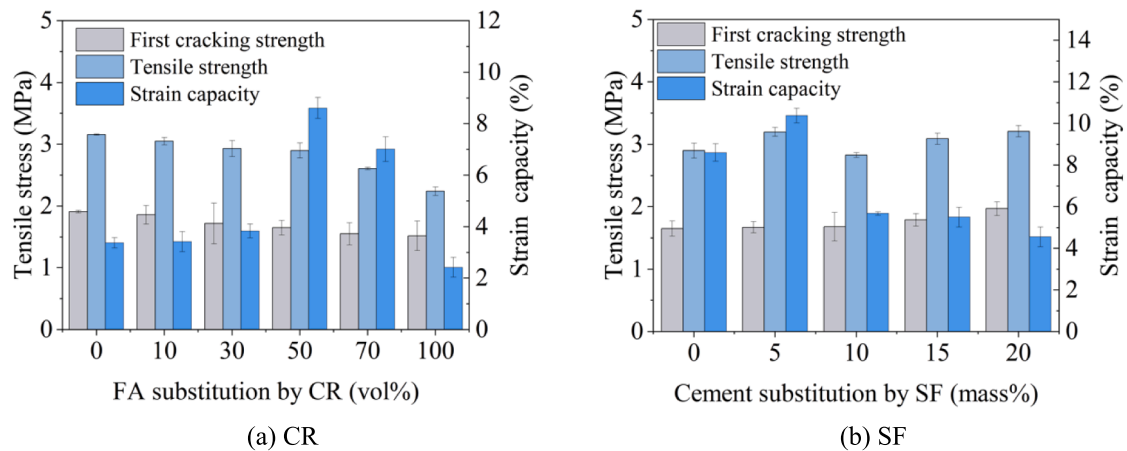 First cracking strength
Tensile strength
Strain capacity
Tensile stress (MPa)
5
4
3
2
1
0
12
10
8
6
4
2
0
Strain capacity (%)
0 10 30 50 70 100
FA substitution by CR (vol%)
(a) CR
First cracking strength
Tensile strength
Strain capacity
Tensile stress (MPa)
5
4
3
2
1
0
14
12
10
8
6
4
2
0
Strain capacity (%)
0 5 10 15 20
Cement substitution by SF (mass%)
(b) SF